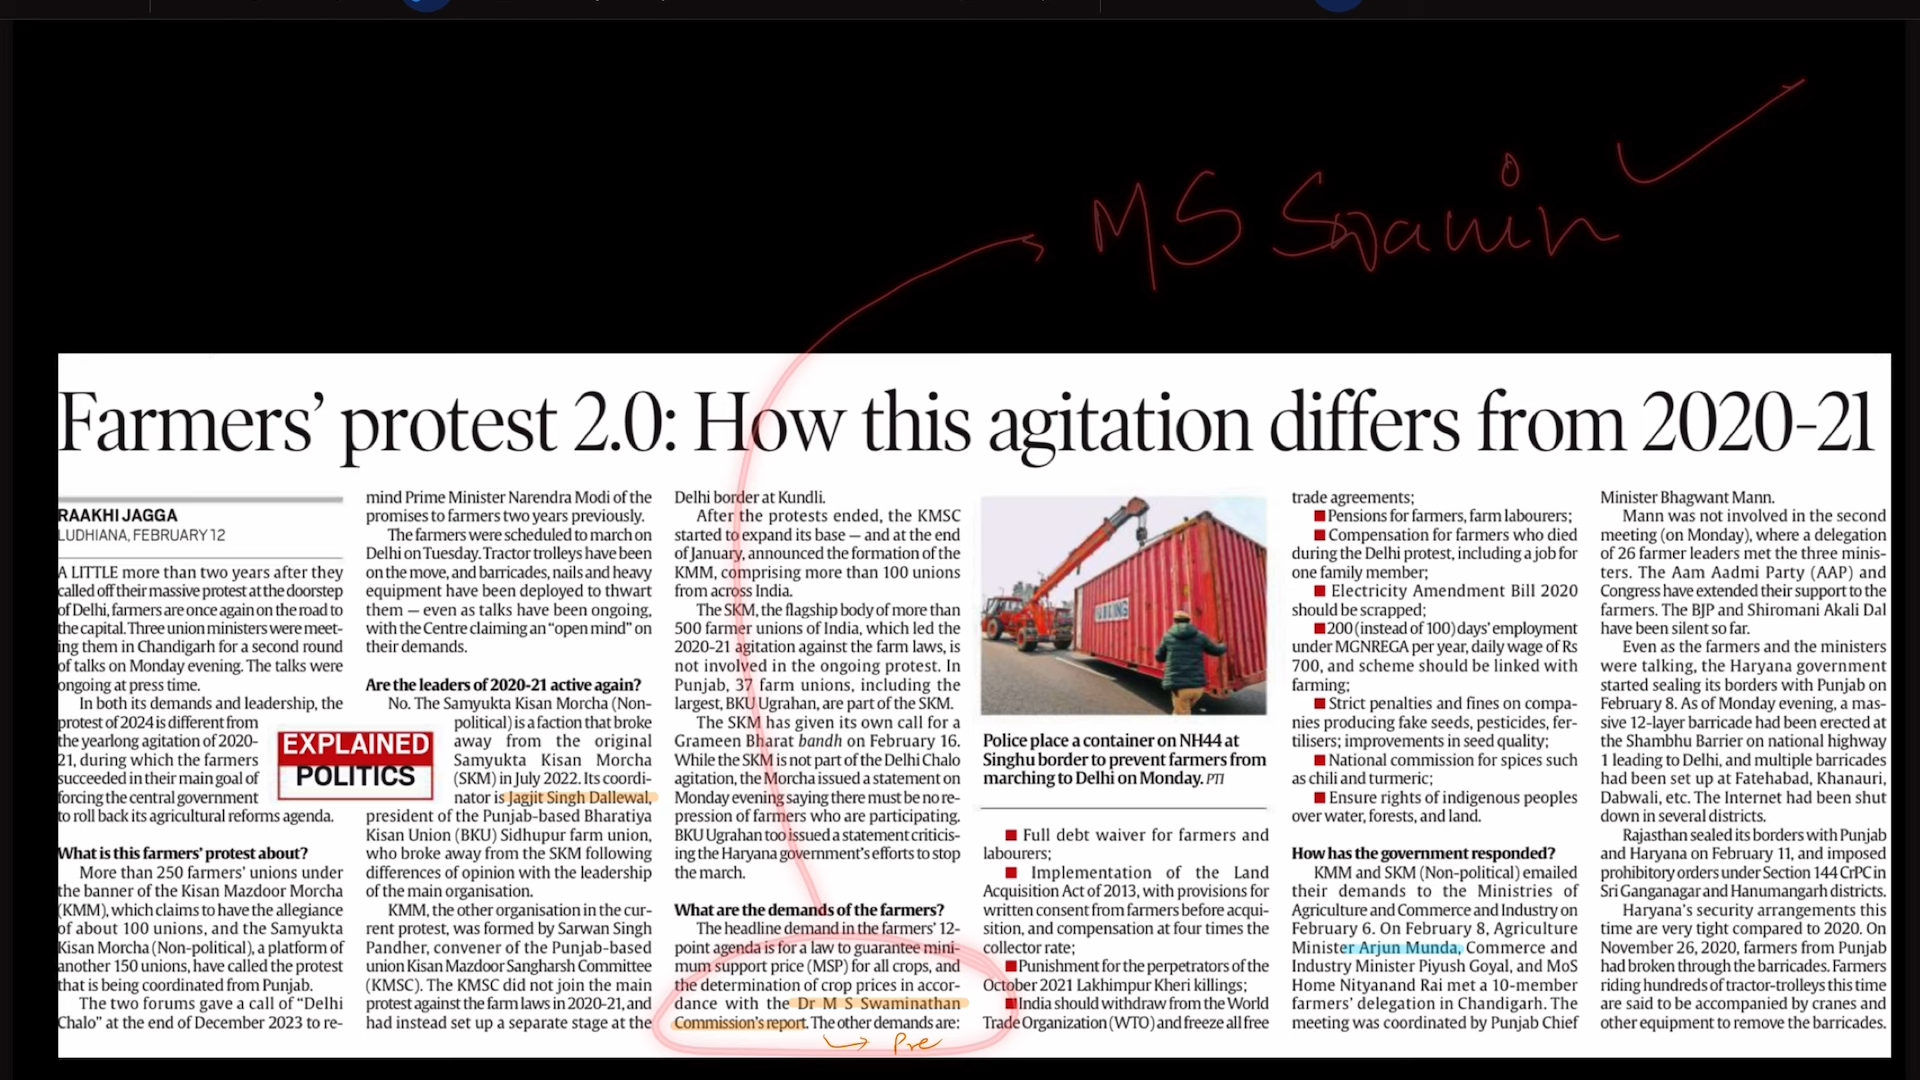 MS Swamin
Farmers’ protest 2.0: How this agitation differs from 2020-21
RAAKHI JAGGA
LUDHIANA, FEBRUARY 12
A LITTLE more than two years after they
called off their massive protest at the doorstep
of Delhi, farmers are once again on the road to
the capital. Three union ministers were meet-
ing them in Chandigarh for a second round
of talks on Monday evening. The talks were
ongoing at press time.
In both its demands and leadership, the
protest of 2024 is different from
the yearlong agitation of 2020-
21, during which the farmers
succeeded in their main goal of
forcing the central government
to roll back its agricultural reforms agenda.
EXPLAINED
POLITICS
What is this farmers’ protest about?
More than 250 farmers’ unions under
the banner of the Kisan Mazdoor Morcha
(KMM), which claims to have the allegiance
of about 100 unions, and the Samyukta
Kisan Morcha (Non-political), a platform of
another 150 unions, have called the protest
that is being coordinated from Punjab.
The two forums gave a call of “Delhi
Chalo” at the end of December 2023 to re-
mind Prime Minister Narendra Modi of the
promises to farmers two years previously.
The farmers were scheduled to march on
Delhi on Tuesday. Tractor trolleys have been
on the move, and barricades, nails and heavy
equipment have been deployed to thwart
them — even as talks have been ongoing,
with the Centre claiming an “open mind” on
their demands.
Are the leaders of 2020-21 active again?
No. The Samyukta Kisan Morcha (Non-
political) is a faction that broke
away from the original
Samyukta Kisan Morcha
(SKM) in July 2022. Its coordi-
nator is Jagjit Singh Dallewal,
president of the Punjab-based Bharatiya
Kisan Union (BKU) Sidhupur farm union,
who broke away from the SKM following
differences of opinion with the leadership
of the main organisation.
KMM, the other organisation in the cur-
rent protest, was formed by Sarwan Singh
Pandher, convener of the Punjab-based
union Kisan Mazdoor Sangharsh Committee
(KMSC). The KMSC did not join the main
protest against the farm laws in 2020-21, and
had instead set up a separate stage at the
Delhi border at Kundli.
After the protests ended, the KMSC
started to expand its base — and at the end
of January, announced the formation of the
KMM, comprising more than 100 unions
from across India.
The SKM, the flagship body of more than
500 farmer unions of India, which led the
2020-21 agitation against the farm laws, is
not involved in the ongoing protest. In
Punjab, 37 farm unions, including the
largest, BKU Ugrahan, are part of the SKM.
The SKM has given its own call for a
Grameen Bharat bandh on February 16.
While the SKM is not part of the Delhi Chalo
agitation, the Morcha issued a statement on
Monday evening saying there must be no re-
pression of farmers who are participating.
BKU Ugrahan too issued a statement criticis-
ing the Haryana government’s efforts to stop
the march.
What are the demands of the farmers?
The headline demand in the farmers’ 12-
point agenda is for a law to guarantee mini-
mum support price (MSP) for all crops, and
the determination of crop prices in accor-
dance with the Dr M S Swaminathan
Commission’s report. The other demands are:
Pre
Police place a container on NH44 at
Singhu border to prevent farmers from
marching to Delhi on Monday. PTI
■ Full debt waiver for farmers and
labourers;
■ Implementation of the Land
Acquisition Act of 2013, with provisions for
written consent from farmers before acqui-
sition, and compensation at four times the
collector rate;
■ Punishment for the perpetrators of the
October 2021 Lakhimpur Kheri killings;
■ India should withdraw from the World
Trade Organization (WTO) and freeze all free
trade agreements;
■ Pensions for farmers, farm labourers;
■ Compensation for farmers who died
during the Delhi protest, including a job for
one family member;
■ Electricity Amendment Bill 2020
should be scrapped;
■ 200 (instead of 100) days’ employment
under MGNREGA per year, daily wage of Rs
700, and scheme should be linked with
farming;
■ Strict penalties and fines on compa-
nies producing fake seeds, pesticides, fer-
tilisers; improvements in seed quality;
■ National commission for spices such
as chili and turmeric;
■ Ensure rights of indigenous peoples
over water, forests, and land.
How has the government responded?
KMM and SKM (Non-political) emailed
their demands to the Ministries of
Agriculture and Commerce and Industry on
February 6. On February 8, Agriculture
Minister Arjun Munda, Commerce and
Industry Minister Piyush Goyal, and MoS
Home Nityanand Rai met a 10-member
farmers’ delegation in Chandigarh. The
meeting was coordinated by Punjab Chief
Minister Bhagwant Mann.
Mann was not involved in the second
meeting (on Monday), where a delegation
of 26 farmer leaders met the three minis-
ters. The Aam Aadmi Party (AAP) and
Congress have extended their support to the
farmers. The BJP and Shiromani Akali Dal
have been silent so far.
Even as the farmers and the ministers
were talking, the Haryana government
started sealing its borders with Punjab on
February 8. As of Monday evening, a mas-
sive 12-layer barricade had been erected at
the Shambhu Barrier on national highway
1 leading to Delhi, and multiple barricades
had been set up at Fatehabad, Khanauri,
Dabwali, etc. The Internet had been shut
down in several districts.
Rajasthan sealed its borders with Punjab
and Haryana on February 11, and imposed
prohibitory orders under Section 144 CrPC in
Sri Ganganagar and Hanumangarh districts.
Haryana’s security arrangements this
time are very tight compared to 2020. On
November 26, 2020, farmers from Punjab
had broken through the barricades. Farmers
riding hundreds of tractor-trolleys this time
are said to be accompanied by cranes and
other equipment to remove the barricades.